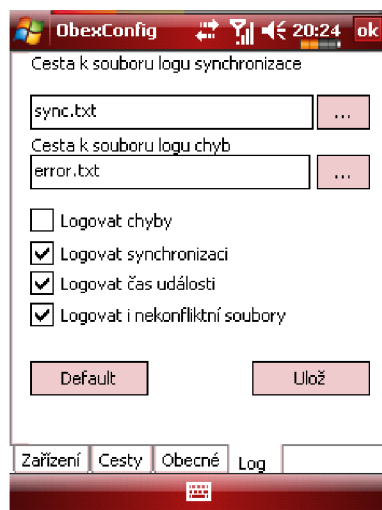 ObexConfig 20:24 ok
Cesta k souboru logu synchronizace
sync.txt ...
Cesta k souboru logu chyb
error.txt ...
Logovat chyby
Logovat synchronizaci
Logovat čas události
Logovat i nekonfliktní soubory
Default Ulož
Zařízení Cesty Obecné Log